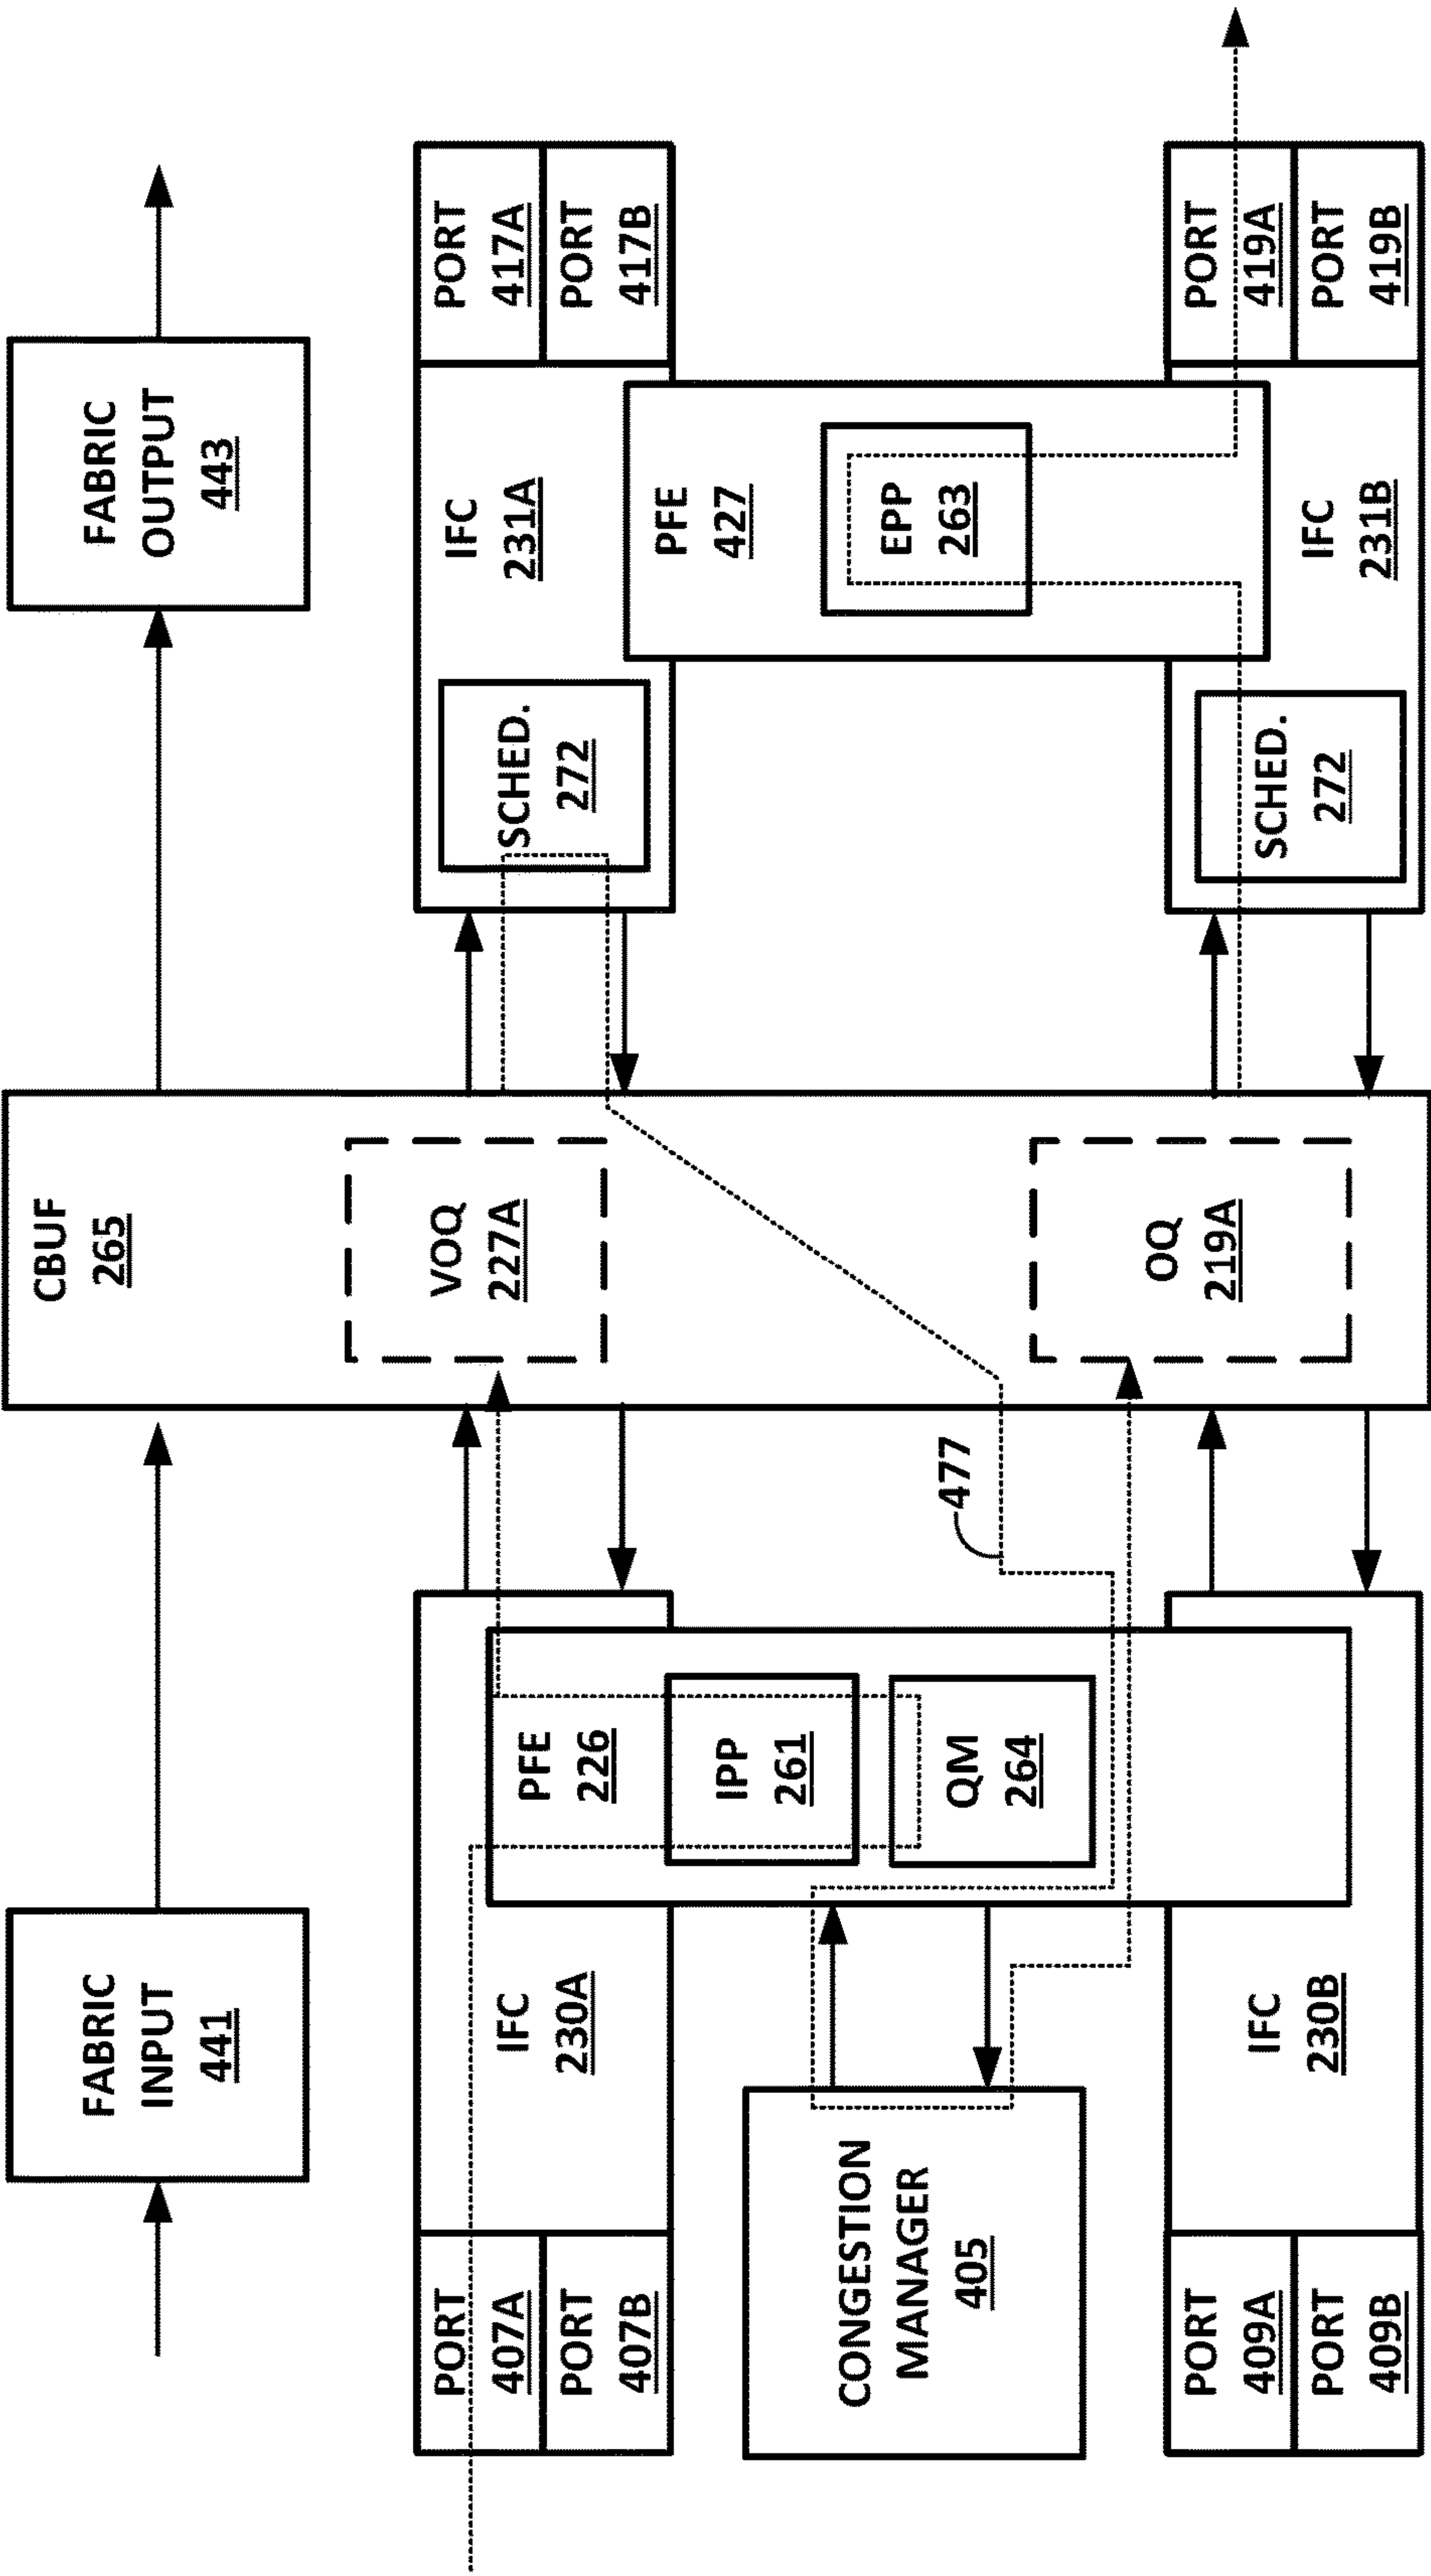 FABRIC
INPUT
441
FABRIC
OUTPUT
443
CBUF
265
PORT
407A
PORT
407B
IFC
230A
PFE
226
IPP
261
QM
264
VOQ
227A
SCHED.
272
IFC
231A
PORT
417A
PORT
417B
PFE
427
EPP
263
CONGESTION
MANAGER
405
477
PORT
409A
PORT
409B
IFC
230B
OQ
219A
SCHED.
272
IFC
231B
PORT
419A
PORT
419B